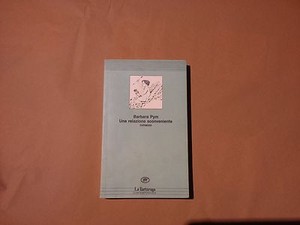 Barbara Pym
Una relazione sconveniente
romanzo
La Tartaruga